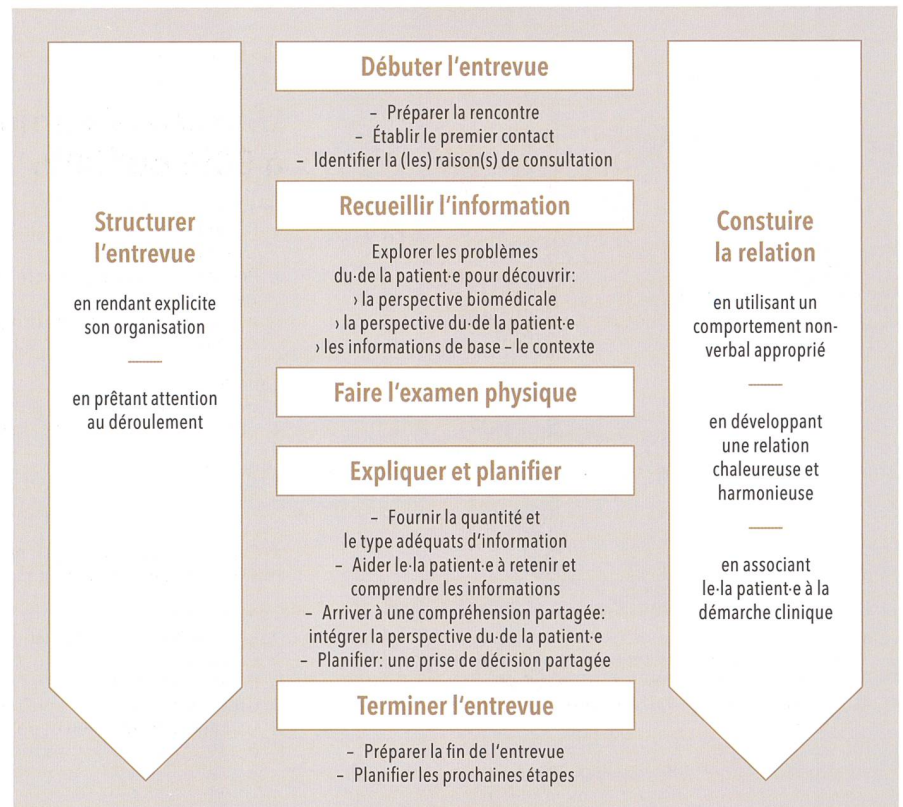 Débuter l'entrevue
– Préparer la rencontre
– Établir le premier contact
– Identifier la (les) raison(s) de consultation
Recueillir l'information
Explorer les problèmes
du·de la patient·e pour découvrir:
› la perspective biomédicale
› la perspective du·de la patient·e
› les informations de base – le contexte
Faire l'examen physique
Expliquer et planifier
– Fournir la quantité et
le type adéquats d'information
– Aider le·la patient·e à retenir et
comprendre les informations
– Arriver à une compréhension partagée:
intégrer la perspective du·de la patient·e
– Planifier: une prise de décision partagée
Terminer l'entrevue
– Préparer la fin de l'entrevue
– Planifier les prochaines étapes
Structurer
l'entrevue
en rendant explicite
son organisation
en prêtant attention
au déroulement
Constuire
la relation
en utilisant un
comportement non-
verbal approprié
en développant
une relation
chaleureuse et
harmonieuse
en associant
le·la patient·e à la
démarche clinique